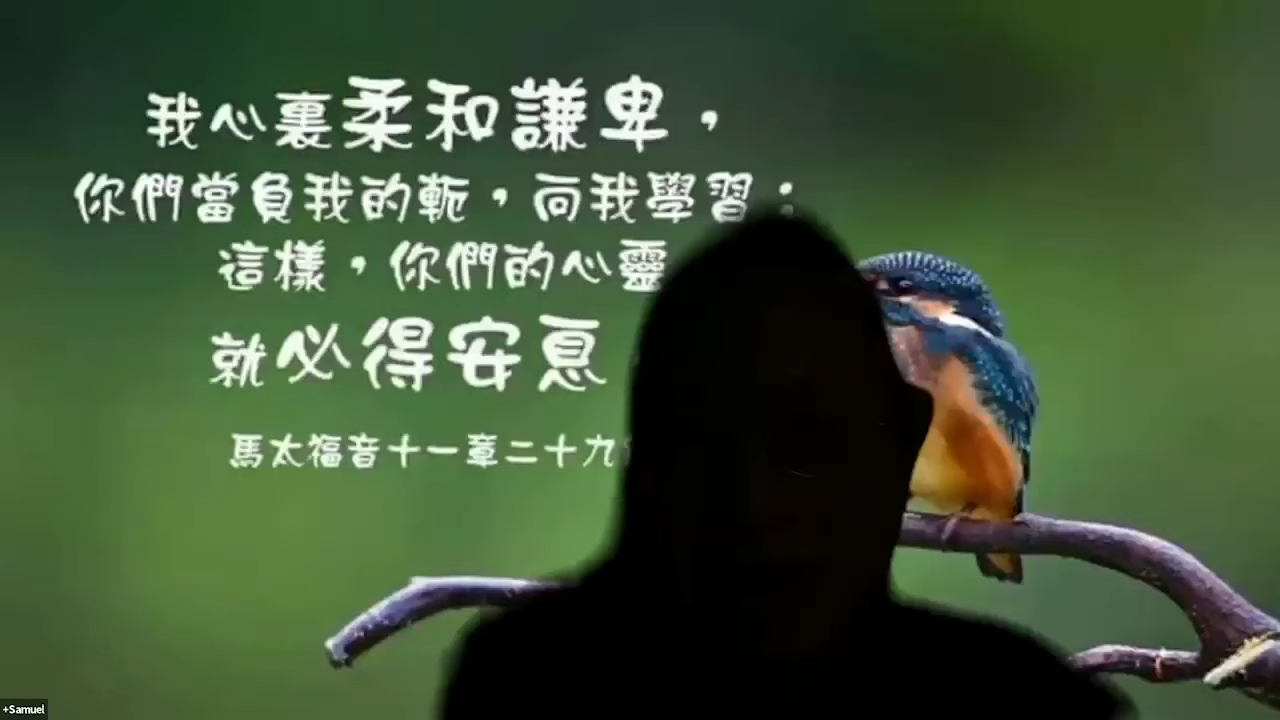 我心裏柔和謙卑，
你們當負我的軛，向我學習；
這樣，你們的心靈
就必得安息
馬太福音十一章二十九
+Samuel